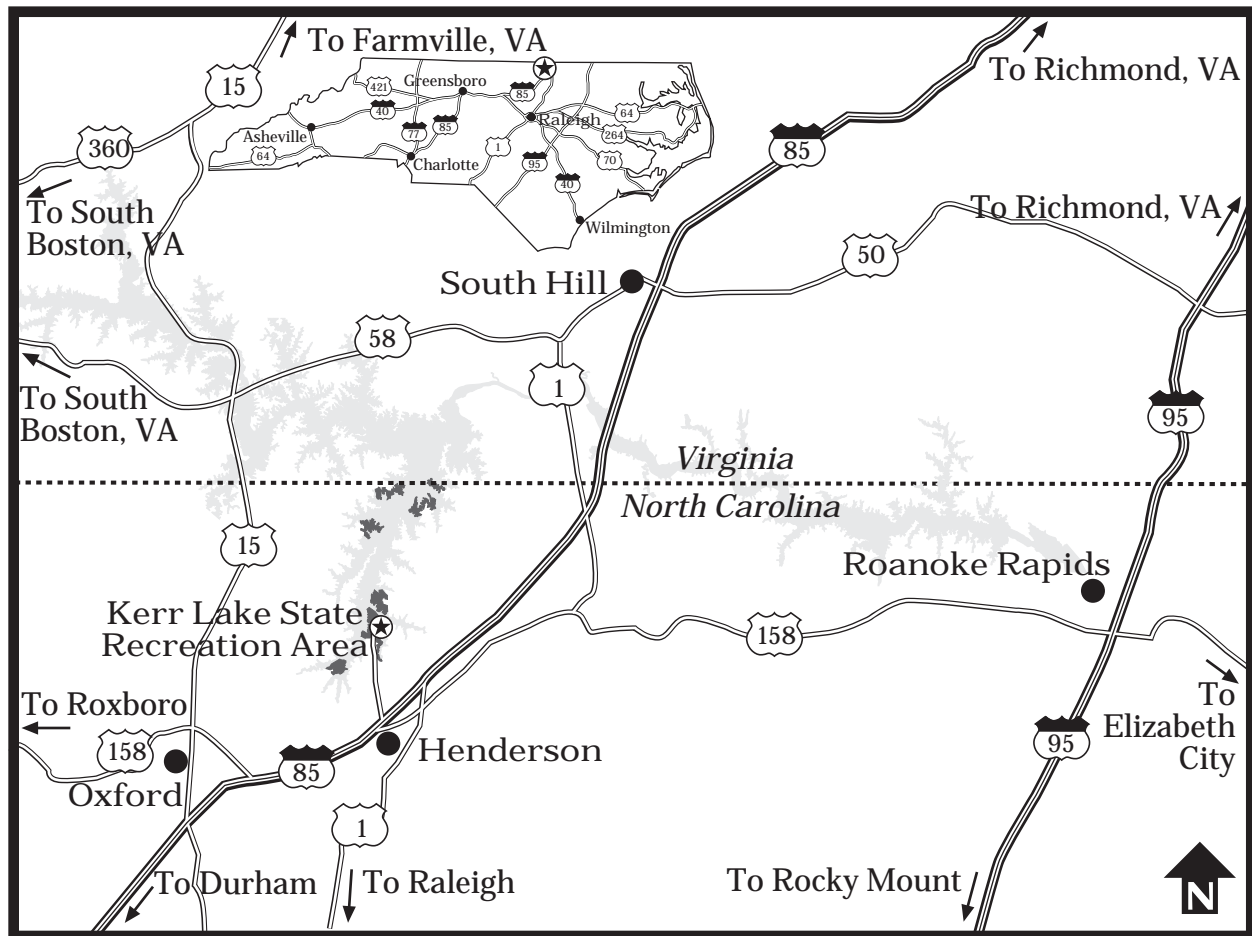 To Farmville, VA
15
To Richmond, VA
421
Greensboro
85
40
64
Raleigh
77
85
264
Asheville
1
64
95
70
Charlotte
40
Wilmington
85
360
To South
Boston, VA
To Richmond, VA
50
South Hill
58
1
To South
Boston, VA
95
Virginia
North Carolina
15
Roanoke Rapids
Kerr Lake State
Recreation Area
158
To Roxboro
To
Elizabeth
City
158
Henderson
95
85
Oxford
1
To Durham
To Raleigh
To Rocky Mount
N